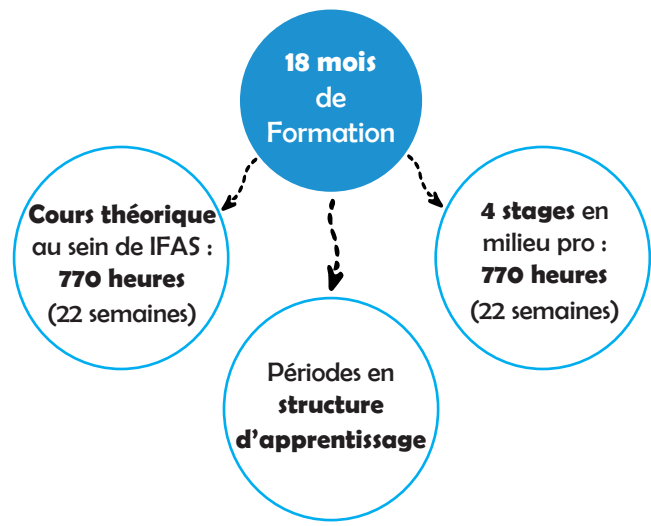 18 mois
de
Formation
Cours théorique
au sein de IFAS :
770 heures
(22 semaines)
4 stages en
milieu pro :
770 heures
(22 semaines)
Périodes en
structure
d'apprentissage